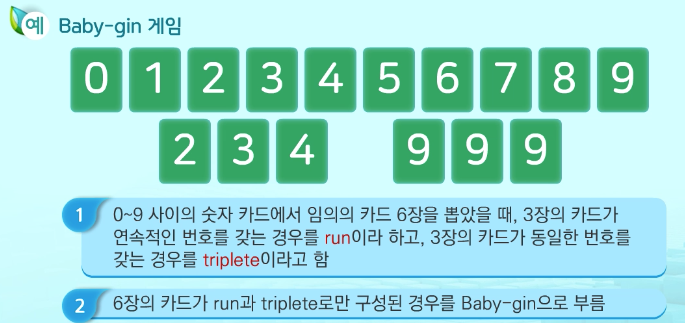 예 Baby-gin 게임
0 1 2 3 4 5 6 7 8 9
2 3 4 9 9 9
1 0~9 사이의 숫자 카드에서 임의의 카드 6장을 뽑았을 때, 3장의 카드가
연속적인 번호를 갖는 경우를 run이라 하고, 3장의 카드가 동일한 번호를
갖는 경우를 triplete이라고 함
2 6장의 카드가 run과 triplete로만 구성된 경우를 Baby-gin으로 부름